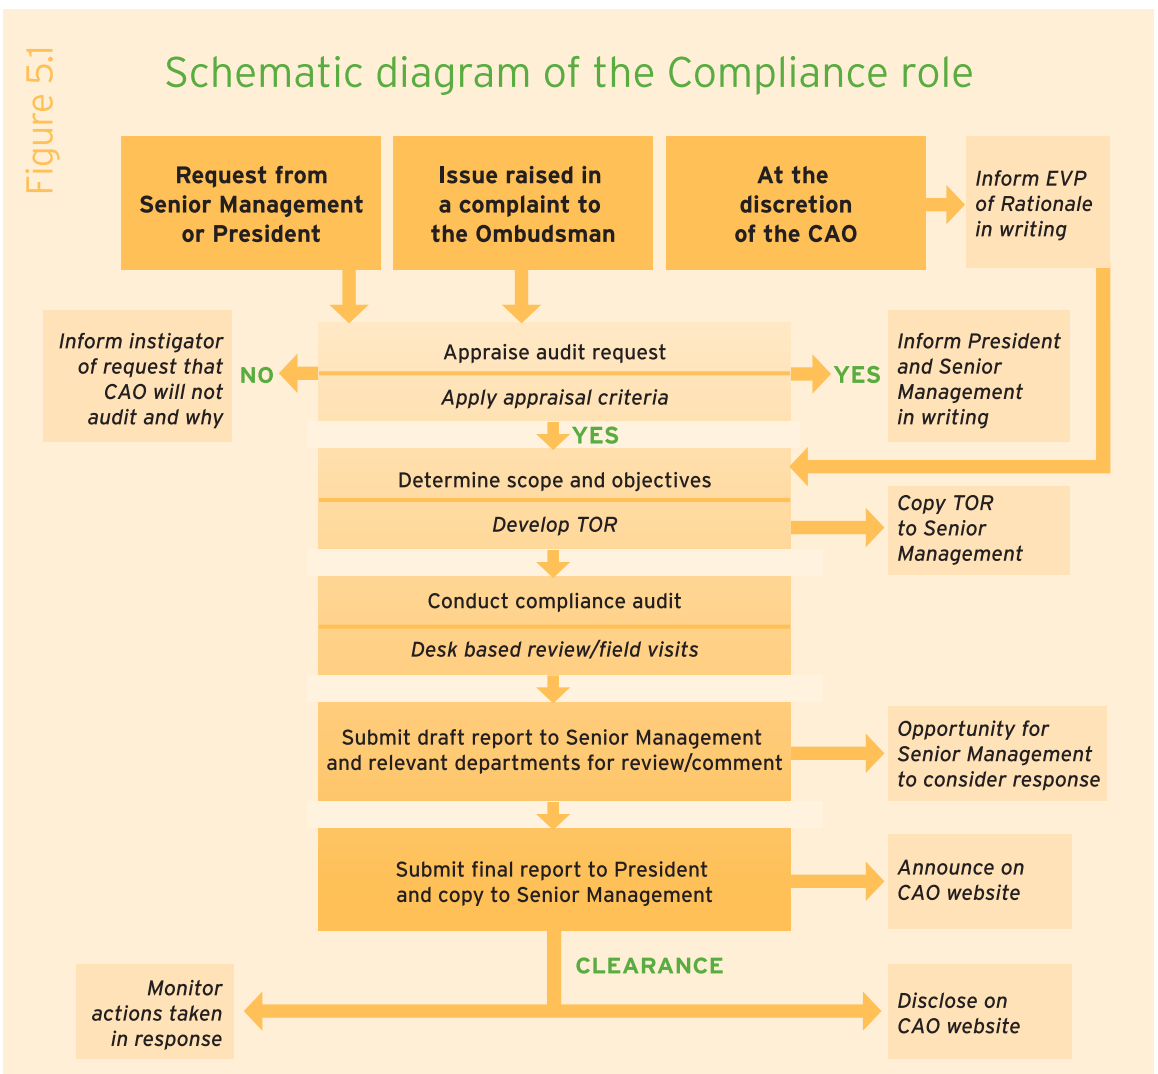 Figure 5.1
Schematic diagram of the Compliance role
Request from
Senior Management
or President
Issue raised in
a complaint to
the Ombudsman
At the
discretion
of the CAO
Inform EVP
of Rationale
in writing
Inform instigator
of request that
CAO will not
audit and why
NO
Appraise audit request
Apply appraisal criteria
YES
Inform President
and Senior
Management
in writing
YES
Determine scope and objectives
Develop TOR
Copy TOR
to Senior
Management
Conduct compliance audit
Desk based review/field visits
Submit draft report to Senior Management
and relevant departments for review/comment
Opportunity for
Senior Management
to consider response
Submit final report to President
and copy to Senior Management
Announce on
CAO website
CLEARANCE
Monitor
actions taken
in response
Disclose on
CAO website